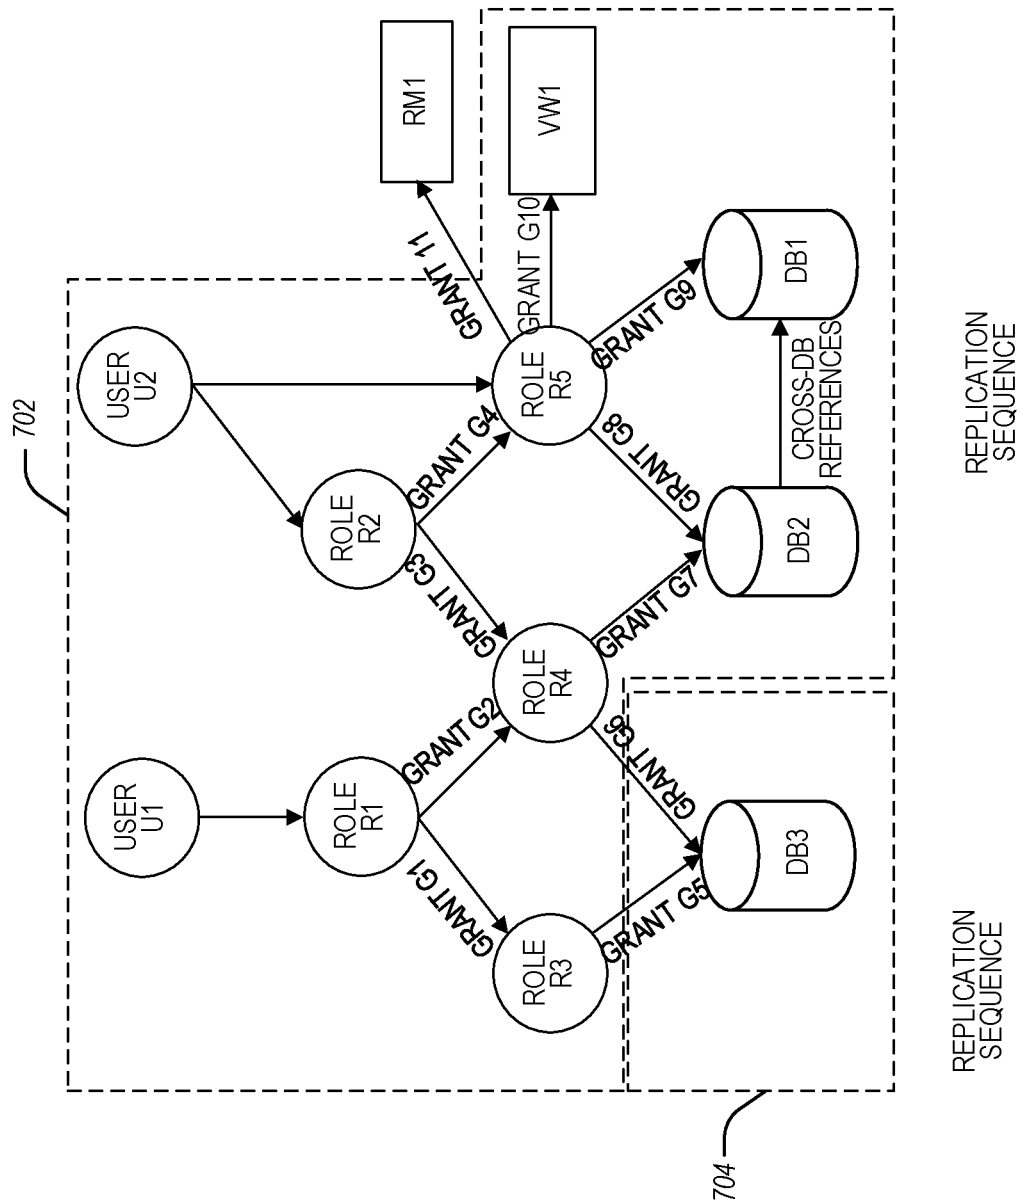 702
USER
U1
USER
U2
ROLE
R1
ROLE
R2
GRANT G1
GRANT G2
GRANT G3
GRANT G4
GRANT 11
RM1
ROLE
R3
ROLE
R4
ROLE
R5
GRANT G10
VW1
GRANT G5
GRANT G6
GRANT G7
GRANT G8
GRANT G9
DB3
DB2
CROSS-DB
REFERENCES
DB1
704
REPLICATION
SEQUENCE
REPLICATION
SEQUENCE